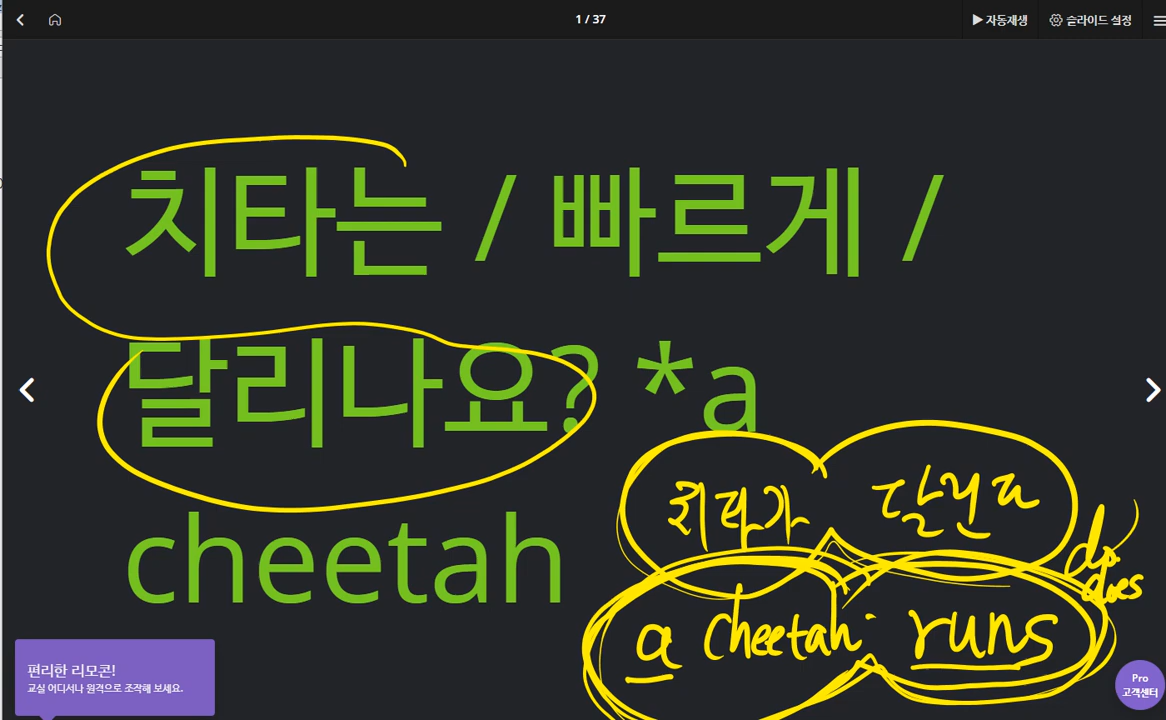 1 / 37
자동재생
슬라이드 설정
치타는 / 빠르게 /
달리나요? *a
cheetah
치타가 달린다
do
does
a cheetah runs
편리한 리모콘!
교실 어디서나 원격으로 조작해 보세요.
Pro
고객센터